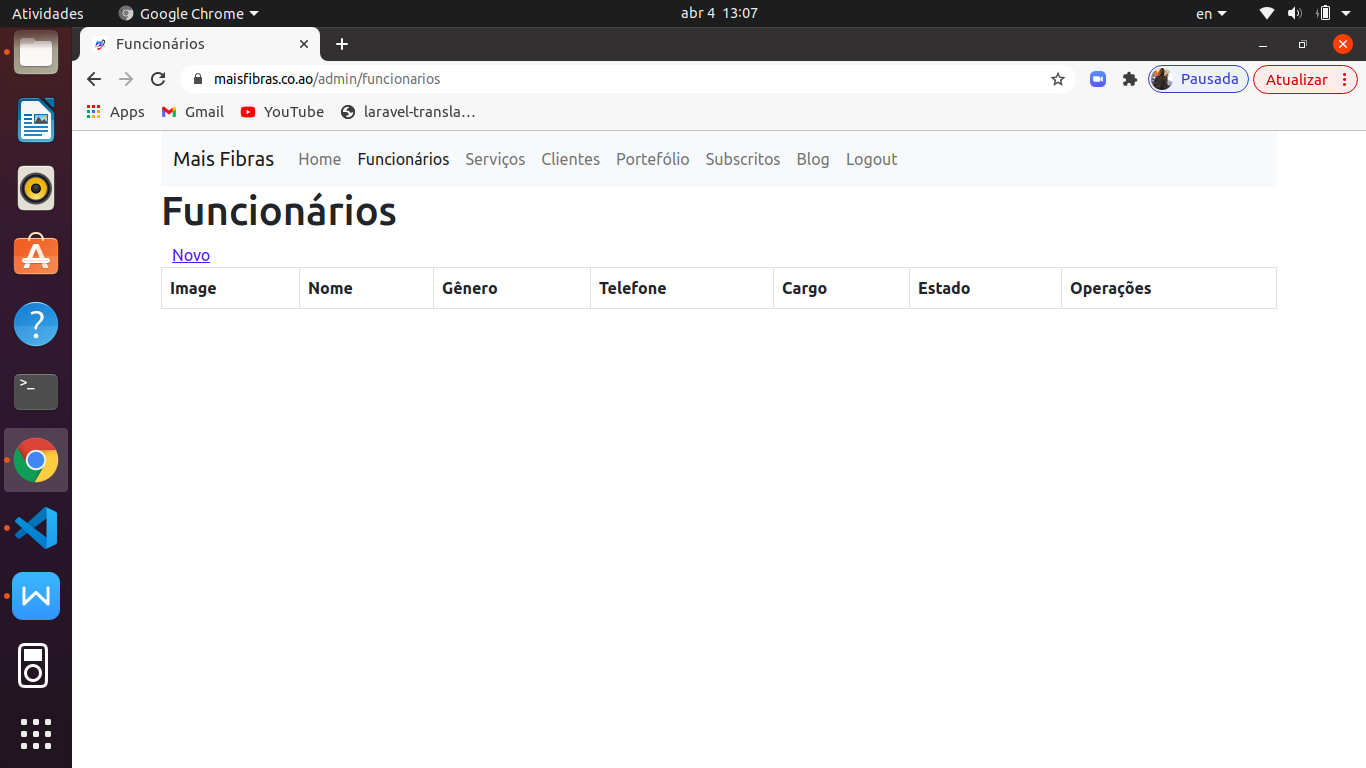 Atividades Google Chrome abr 4 13:07 en
Funcionários
maisfibras.co.ao/admin/funcionarios Pausada Atualizar
Apps Gmail YouTube laravel-transla...
Mais Fibras Home Funcionários Serviços Clientes Portefólio Subscritos Blog Logout
Funcionários
Novo
Image Nome Gênero Telefone Cargo Estado Operações